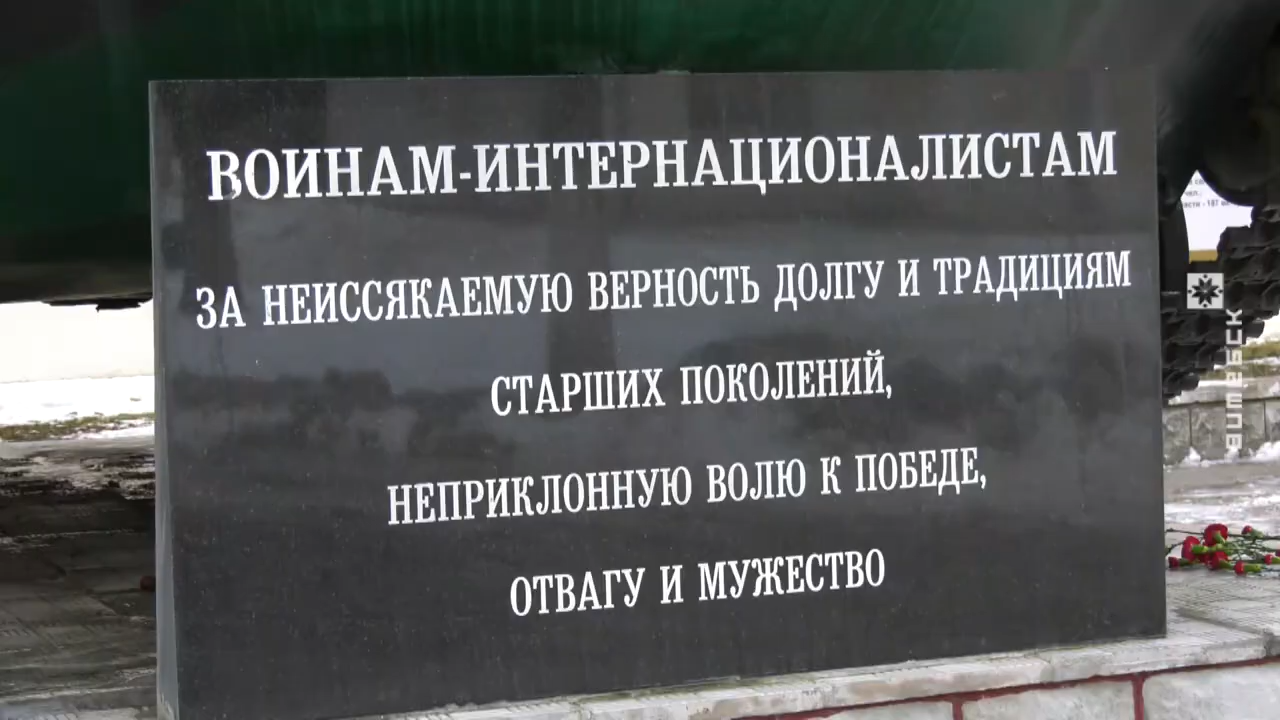 ВОИНАМ-ИНТЕРНАЦИОНАЛИСТАМ
ЗА НЕИССЯКАЕМУЮ ВЕРНОСТЬ ДОЛГУ И ТРАДИЦИЯМ
СТАРШИХ ПОКОЛЕНИЙ,
НЕПРИКЛОННУЮ ВОЛЮ К ПОБЕДЕ,
ОТВАГУ И МУЖЕСТВО
ВИТЕБСК